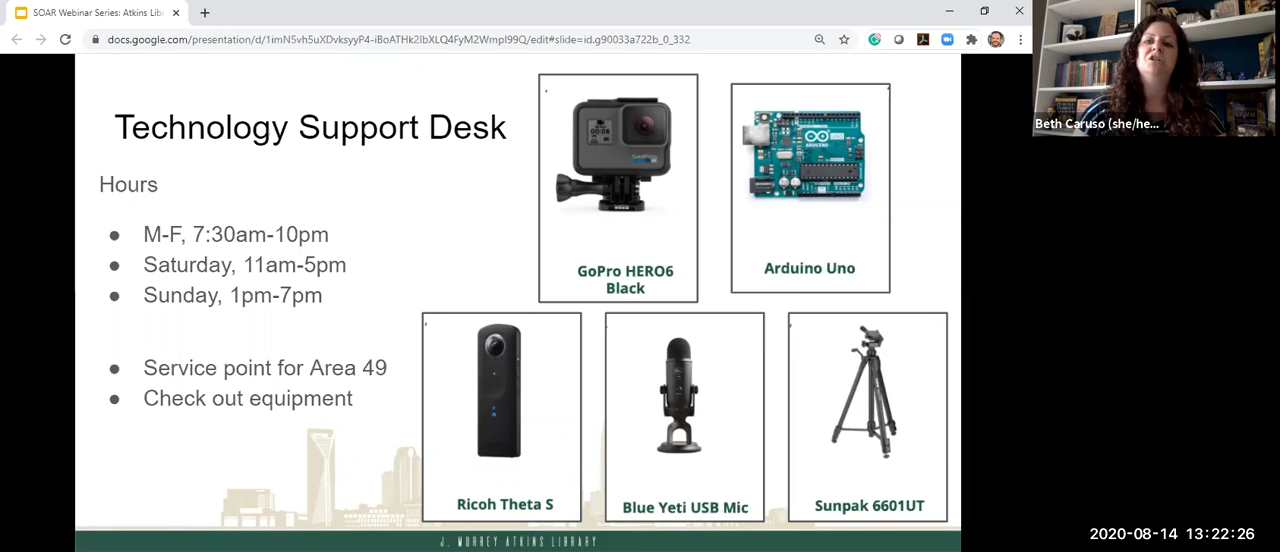 SOAR Webinar Series: Atkins Libr
docs.google.com/presentation/d/1imN5vh5uXDvksyyPA-iBoATHk2lDXLQ4FyM2WmpI99Q/edit#slide=id.g90033a722b_0_332
Beth Caruso (she/he...
Technology Support Desk
Hours
● M-F, 7:30am-10pm
● Saturday, 11am-5pm
● Sunday, 1pm-7pm
● Service point for Area 49
● Check out equipment
GoPro HERO6
Black
ARDUINO
Arduino Uno
Ricoh Theta S
Blue Yeti USB Mic
Sunpak 6601UT
J. MURREY ATKINS LIBRARY
2020-08-14 13:22:26